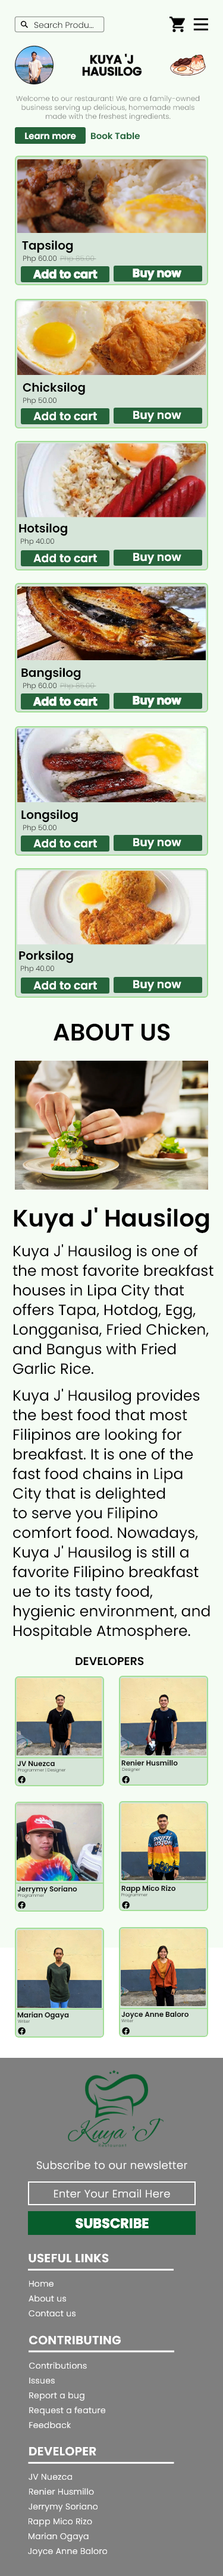 Search Produ...
KUYA 'J
HAUSILOG
Welcome to our restaurant! We are a family-owned
business serving up delicious, homemade meals
made with the freshest ingredients.
Learn more
Book Table
Tapsilog
Php 60.00
Add to cart
Buy now
Chicksilog
Php 50.00
Add to cart
Buy now
Hotsilog
Php 40.00
Add to cart
Buy now
Bangsilog
Php 60.00
Add to cart
Buy now
Longsilog
Php 50.00
Add to cart
Buy now
Porksilog
Php 40.00
Add to cart
Buy now
ABOUT US
Kuya J' Hausilog
Kuya J' Hausilog is one of
the most favorite breakfast
houses in Lipa City that
offers Tapa, Hotdog, Egg,
Longganisa, Fried Chicken,
and Bangus with Fried
Garlic Rice.
Kuya J' Hausilog provides
the best food that most
Filipinos are looking for
breakfast. It is one of the
fast food chains in Lipa
City that is delighted
to serve you Filipino
comfort food. Nowadays,
Kuya J' Hausilog is still a
favorite Filipino breakfast
due to its tasty food,
hygienic environment, and
Hospitable Atmosphere.
DEVELOPERS
JV Nuezca
Programmer | Designer
Renier Husmillo
Designer
Jerrymy Soriano
Programmer
Rapp Mico Rizo
Programmer
Marian Ogaya
Writer
Joyce Anne Baloro
Writer
Kuya 'J
Subscribe to our newsletter
Enter Your Email Here
SUBSCRIBE
USEFUL LINKS
Home
About us
Contact us
CONTRIBUTING
Contributions
Issues
Report a bug
Request a feature
Feedback
DEVELOPER
JV Nuezca
Renier Husmillo
Jerrymy Soriano
Rapp Mico Rizo
Marian Ogaya
Joyce Anne Baloro